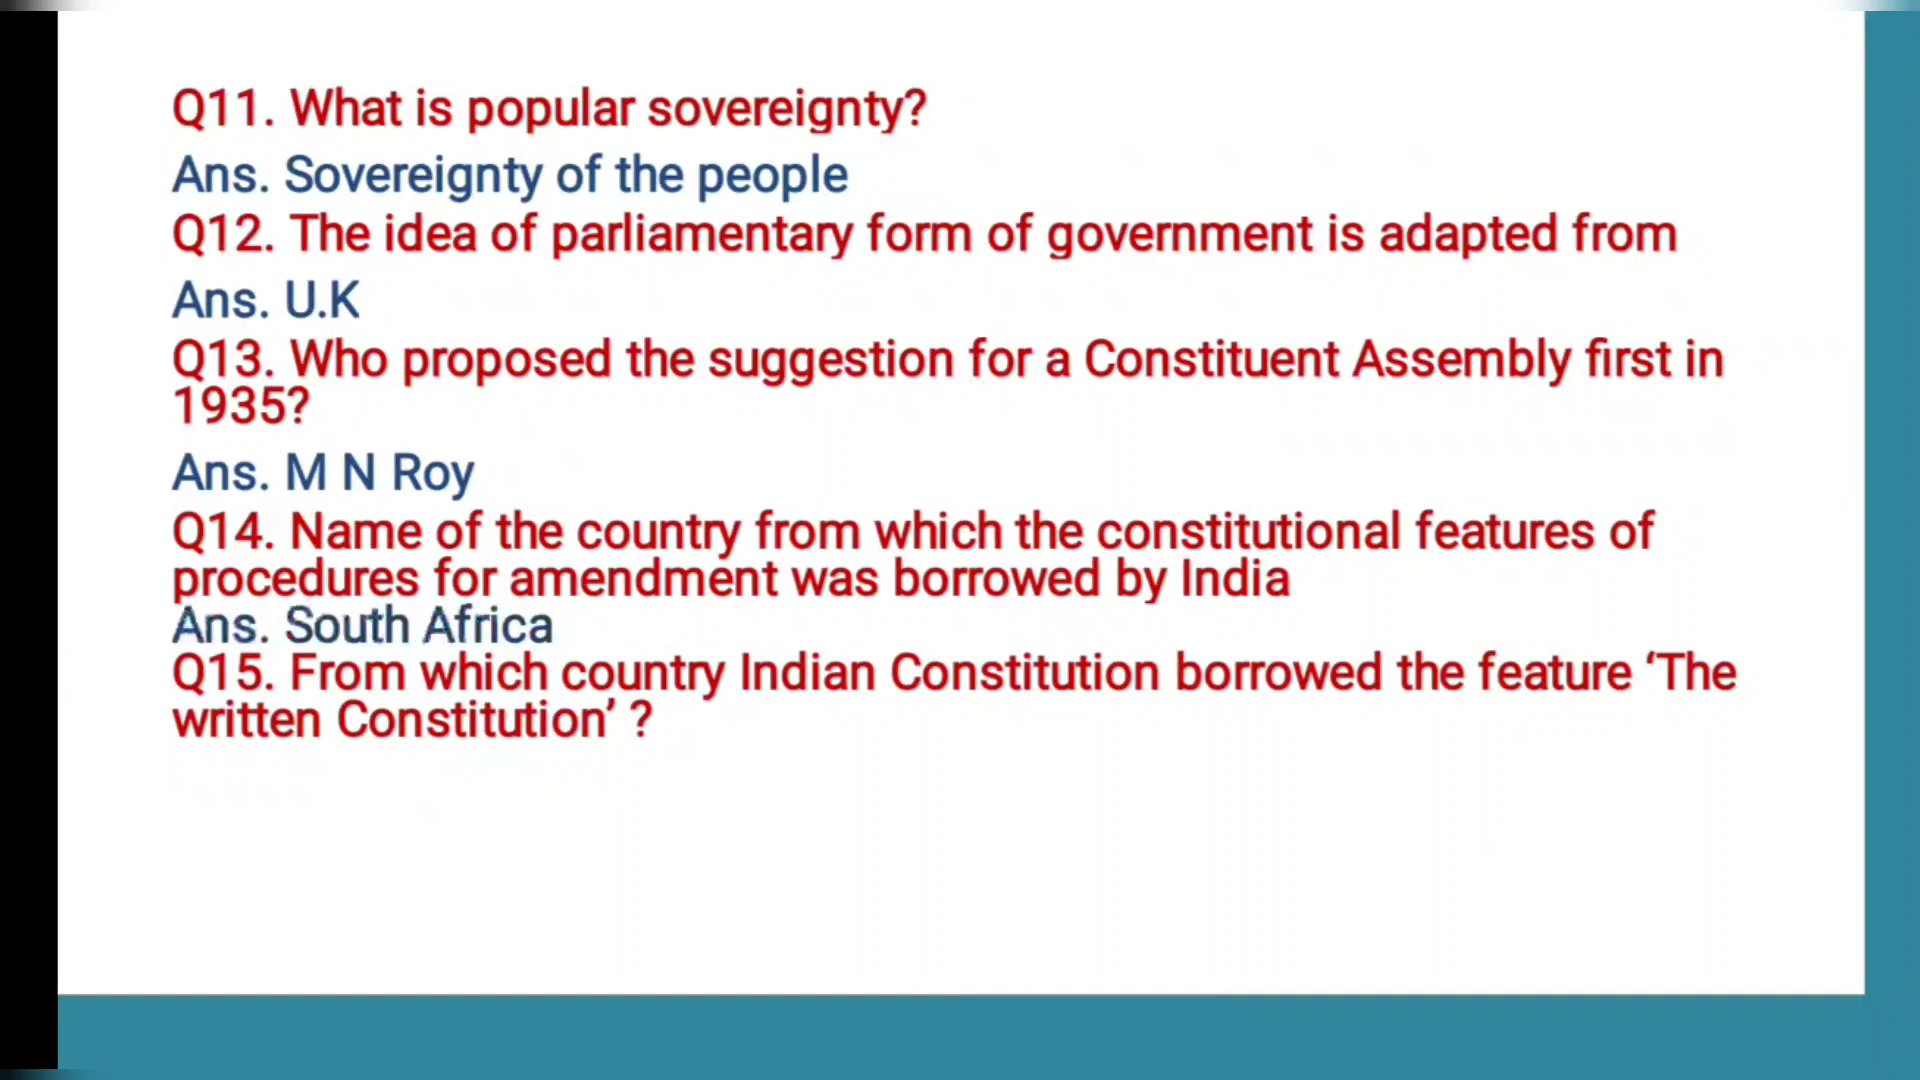 Q11. What is popular sovereignty?
Ans. Sovereignty of the people
Q12. The idea of parliamentary form of government is adapted from
Ans. U.K
Q13. Who proposed the suggestion for a Constituent Assembly first in
1935?
Ans. M N Roy
Q14. Name of the country from which the constitutional features of
procedures for amendment was borrowed by India
Ans. South Africa
Q15. From which country Indian Constitution borrowed the feature ‘The
written Constitution’ ?